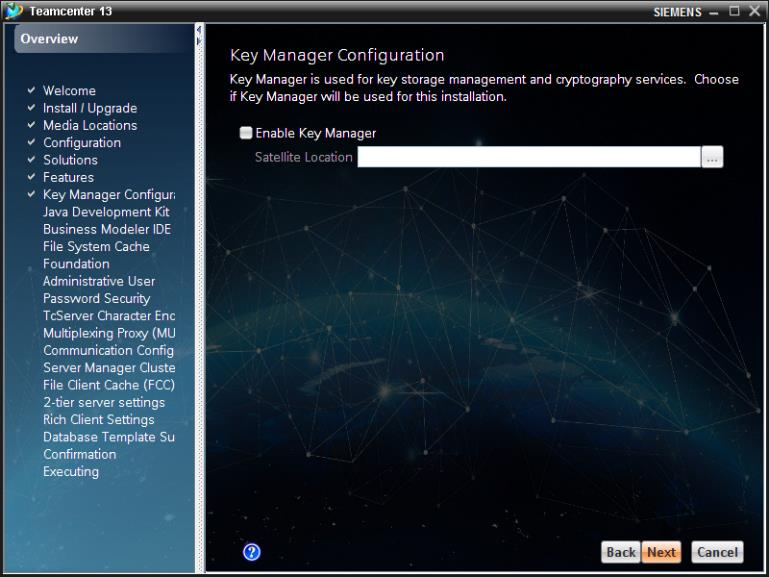 Teamcenter 13
SIEMENS
Overview
Welcome
Install / Upgrade
Media Locations
Configuration
Solutions
Features
Key Manager Configura
Java Development Kit
Business Modeler IDE
File System Cache
Foundation
Administrative User
Password Security
TcServer Character Enc
Multiplexing Proxy (MU
Communication Config
Server Manager Cluste
File Client Cache (FCC)
2-tier server settings
Rich Client Settings
Database Template Su
Confirmation
Executing
Key Manager Configuration
Key Manager is used for key storage management and cryptography services. Choose
if Key Manager will be used for this installation.
Enable Key Manager
Satellite Location
...
?
Back Next Cancel